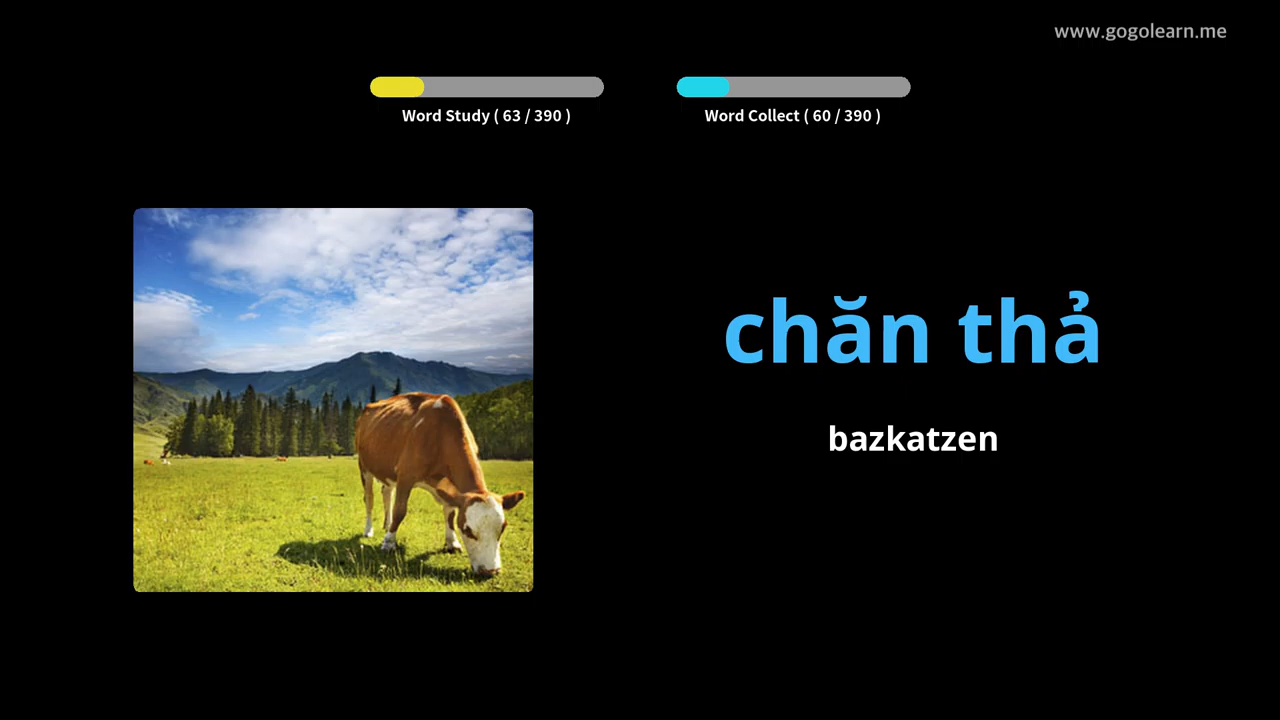 www.gogolearn.me
Word Study ( 63 / 390 )
Word Collect ( 60 / 390 )
chăn thả
bazkatzen